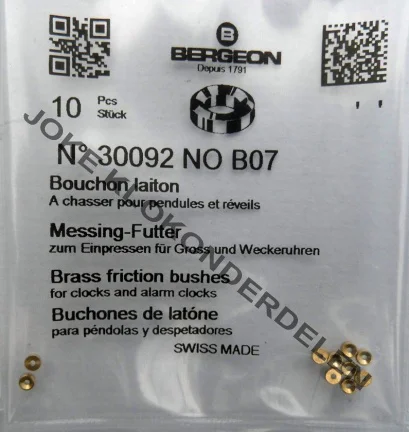 B
BERGEON
Depuis 1791
10 Pcs
Stück
N° 30092 NO B07
Bouchon laiton
A chasser pour pendules et réveils
Messing-Futter
zum Einpressen für Gross und Weckeruhren
Brass friction bushes
for clocks and alarm clocks
Buchones de latóne
para péndolas y despetadores
SWISS MADE